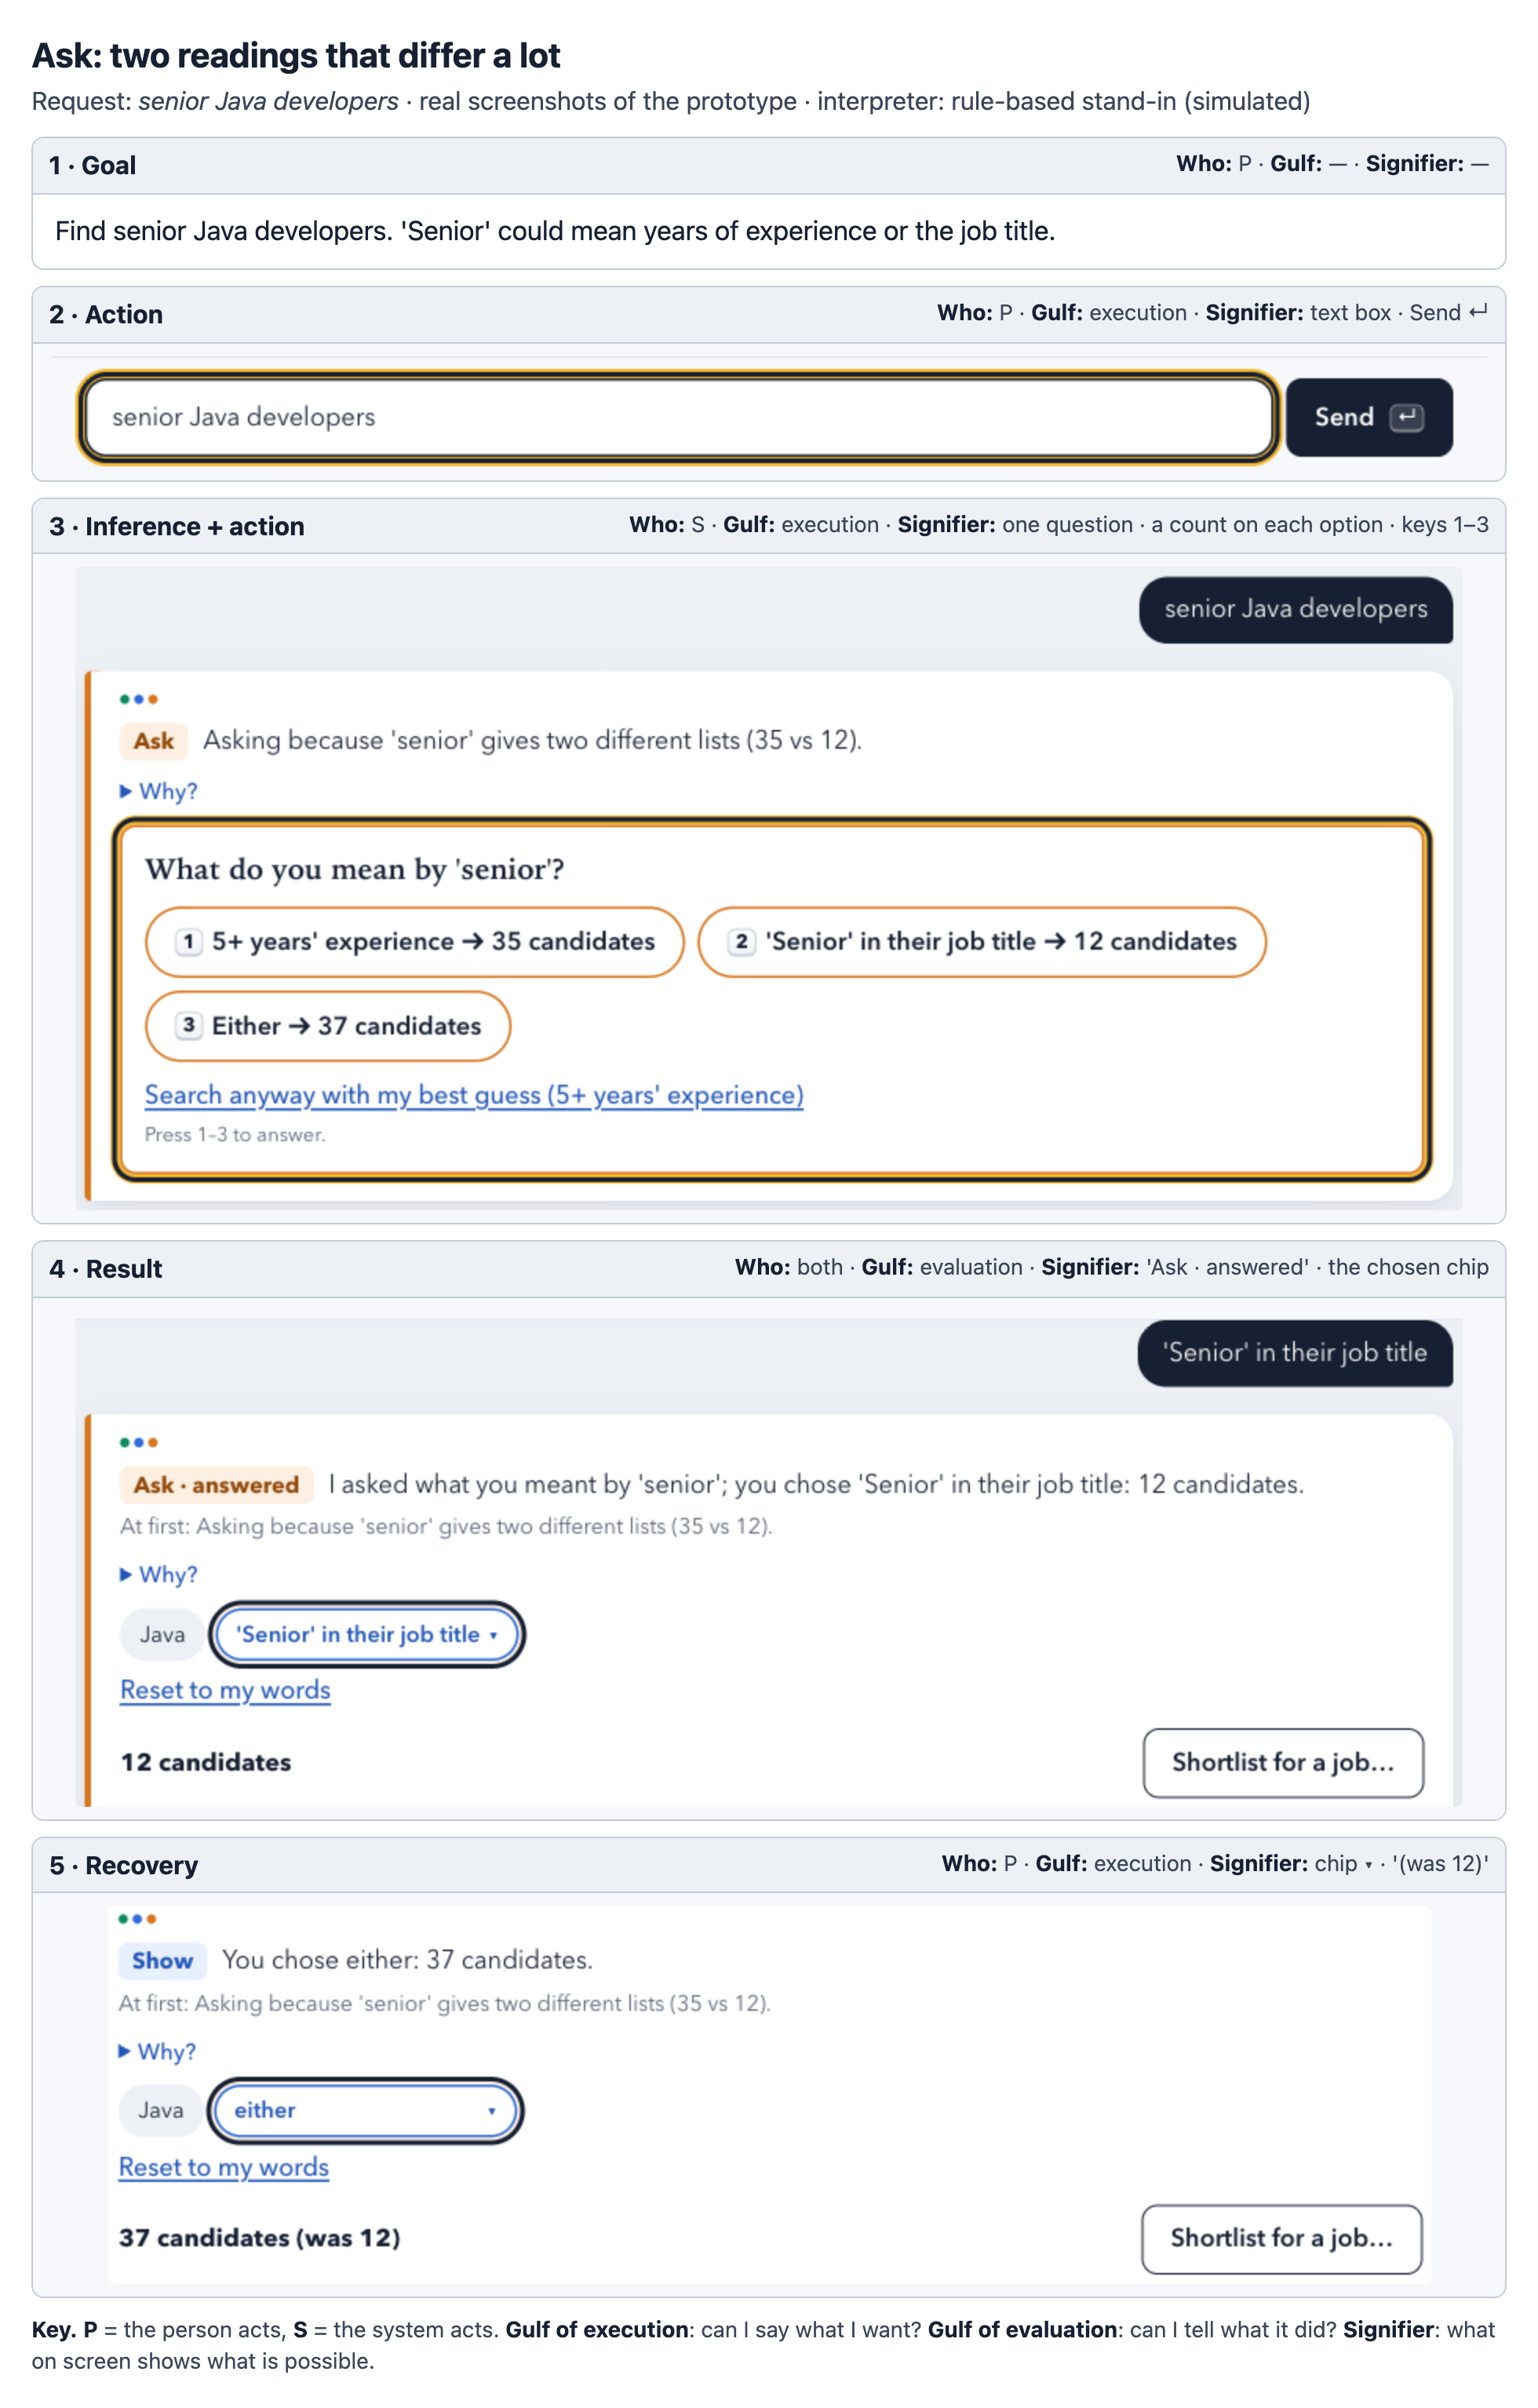 Ask: two readings that differ a lot
Request: senior Java developers · real screenshots of the prototype · interpreter: rule-based stand-in (simulated)
1 · Goal
Who: P · Gulf: — · Signifier: —
Find senior Java developers. 'Senior' could mean years of experience or the job title.
2 · Action
Who: P · Gulf: execution · Signifier: text box · Send ↵
senior Java developers
Send ↵
3 · Inference + action
Who: S · Gulf: execution · Signifier: one question · a count on each option · keys 1–3
senior Java developers
Ask Asking because 'senior' gives two different lists (35 vs 12).
▶ Why?
What do you mean by 'senior'?
1 5+ years' experience → 35 candidates
2 'Senior' in their job title → 12 candidates
3 Either → 37 candidates
Search anyway with my best guess (5+ years' experience)
Press 1–3 to answer.
4 · Result
Who: both · Gulf: evaluation · Signifier: 'Ask · answered' · the chosen chip
'Senior' in their job title
Ask · answered I asked what you meant by 'senior'; you chose 'Senior' in their job title: 12 candidates.
At first: Asking because 'senior' gives two different lists (35 vs 12).
▶ Why?
Java 'Senior' in their job title ▾
Reset to my words
12 candidates
Shortlist for a job...
5 · Recovery
Who: P · Gulf: execution · Signifier: chip ▾ · '(was 12)'
Show You chose either: 37 candidates.
At first: Asking because 'senior' gives two different lists (35 vs 12).
▶ Why?
Java either ▾
Reset to my words
37 candidates (was 12)
Shortlist for a job...
Key. P = the person acts, S = the system acts. Gulf of execution: can I say what I want? Gulf of evaluation: can I tell what it did? Signifier: what
on screen shows what is possible.